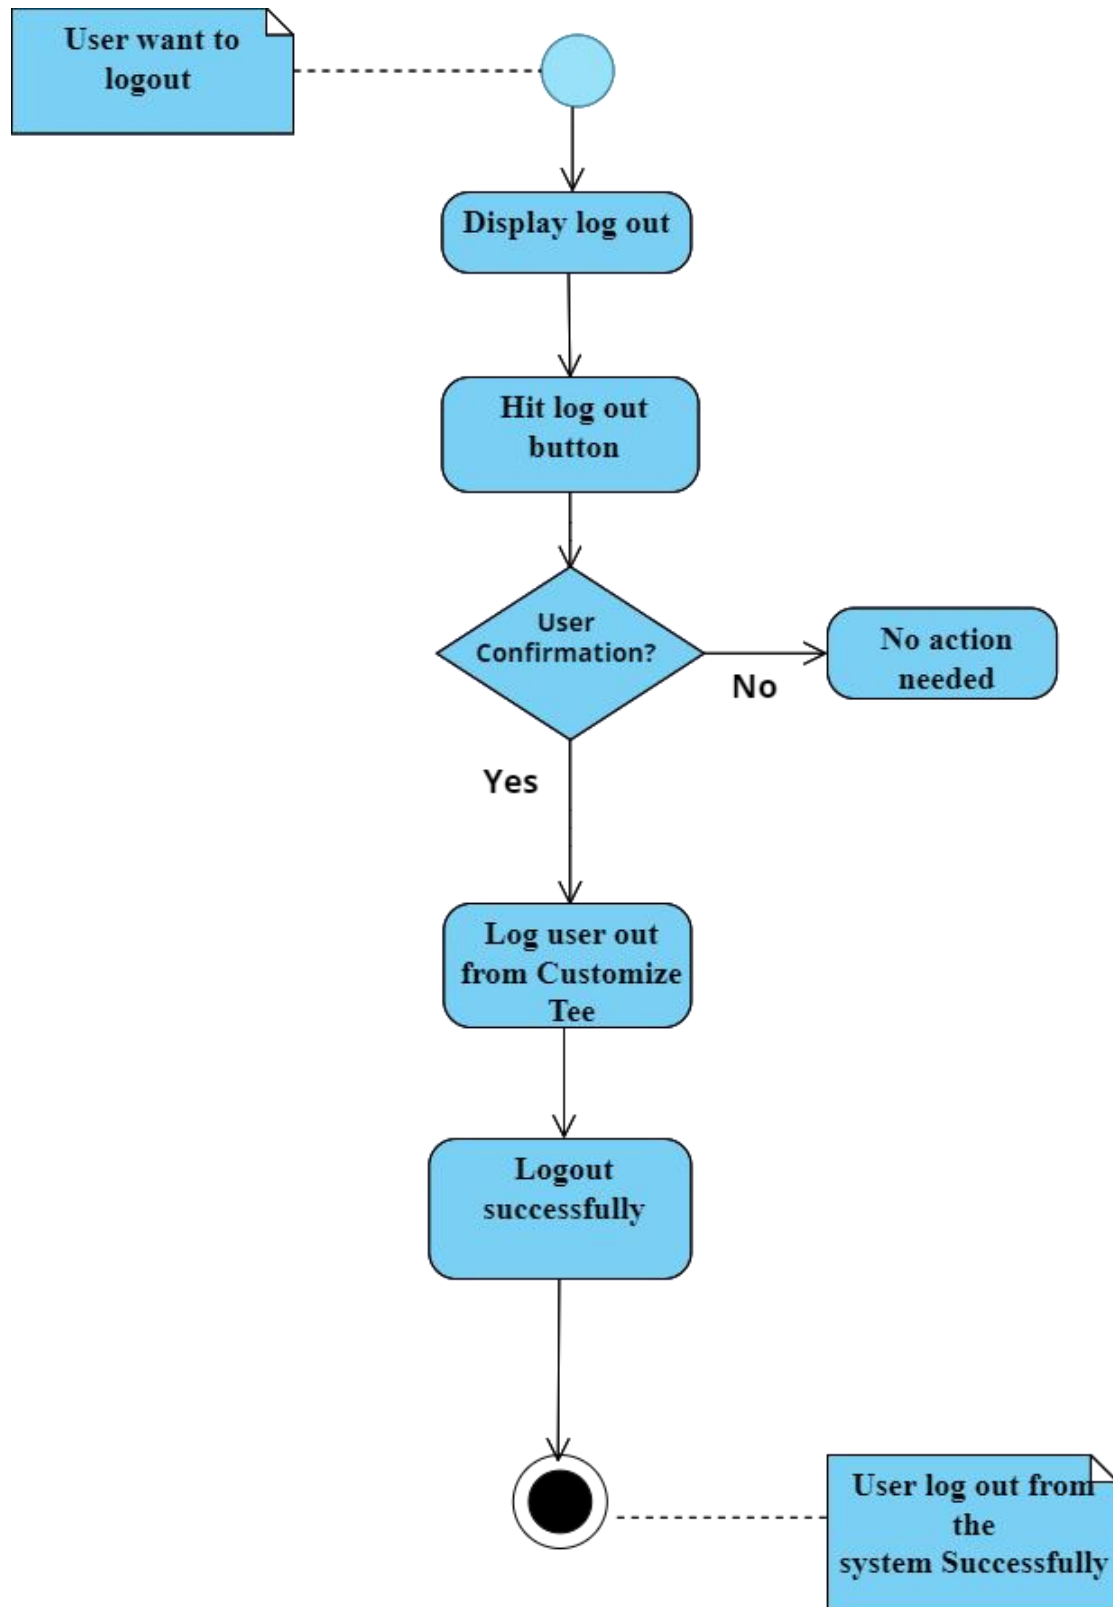 User want to
logout
Display log out
Hit log out
button
User
Confirmation?
No
No action
needed
Yes
Log user out
from Customize
Tee
Logout
successfully
User log out from
the
system Successfully